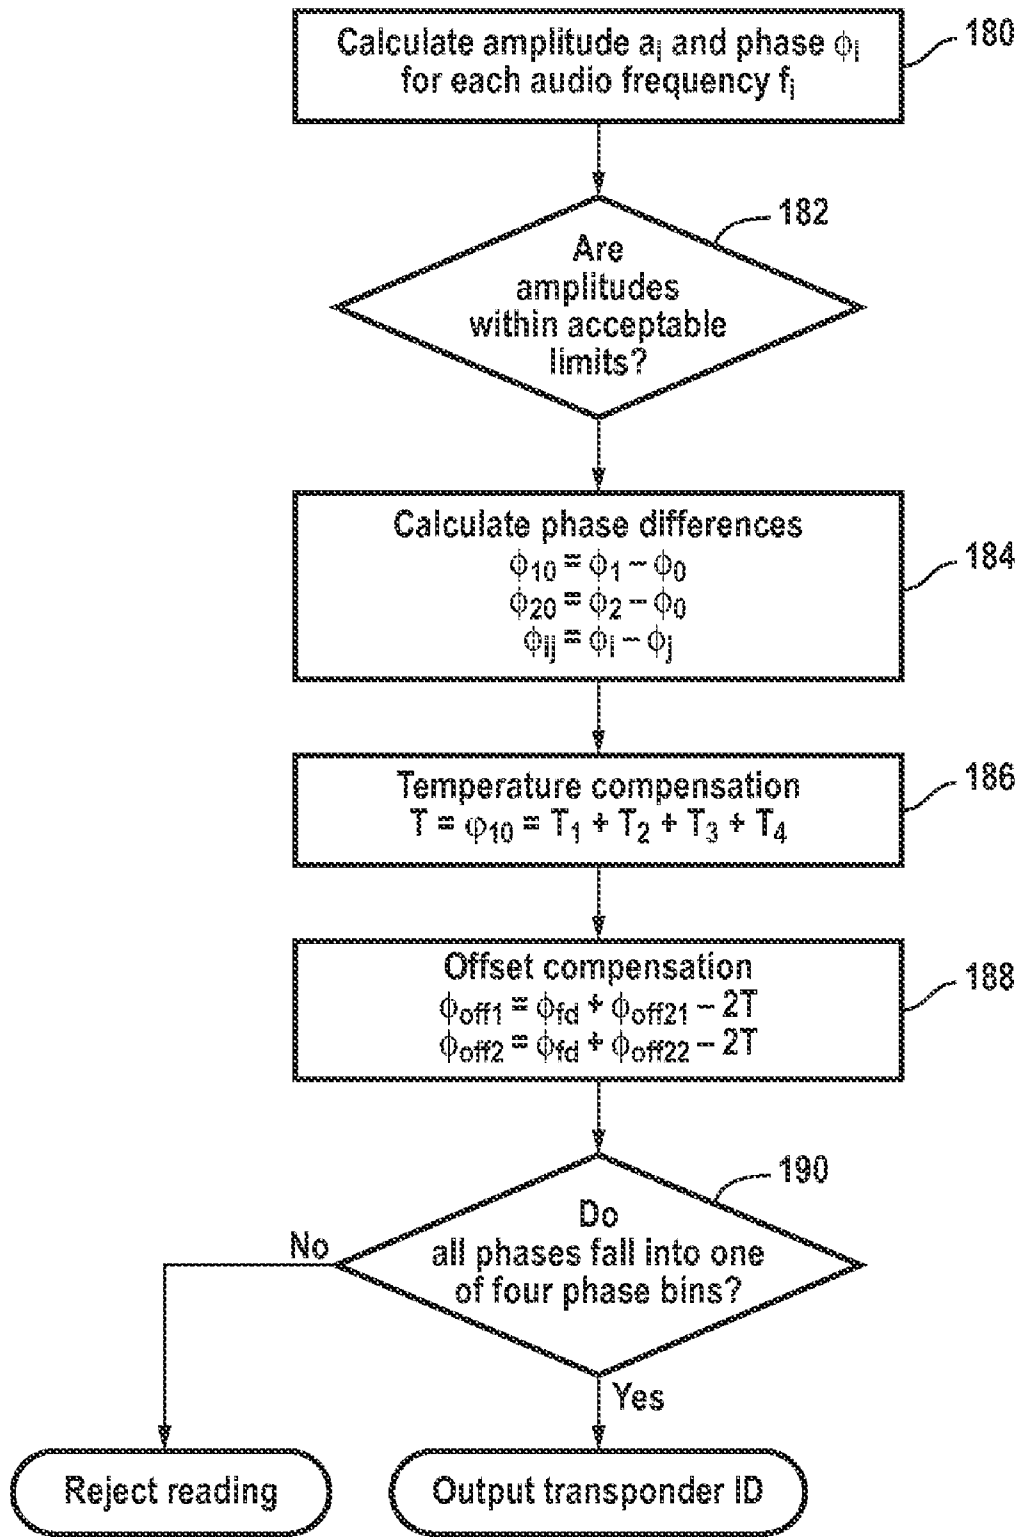 Calculate amplitude aᵢ and phase ϕᵢ
for each audio frequency fᵢ
180
Are
amplitudes
within acceptable
limits?
182
Calculate phase differences
ϕ₁₀ = ϕ₁ – ϕ₀
ϕ₂₀ = ϕ₂ – ϕ₀
ϕᵢⱼ = ϕᵢ – ϕⱼ
184
Temperature compensation
T = φ₁₀ = T₁ + T₂ + T₃ + T₄
186
Offset compensation
ϕoff1 = ϕfd + ϕoff21 – 2T
ϕoff2 = ϕfd + ϕoff22 – 2T
188
Do
all phases fall into one
of four phase bins?
190
No
Yes
Reject reading
Output transponder ID